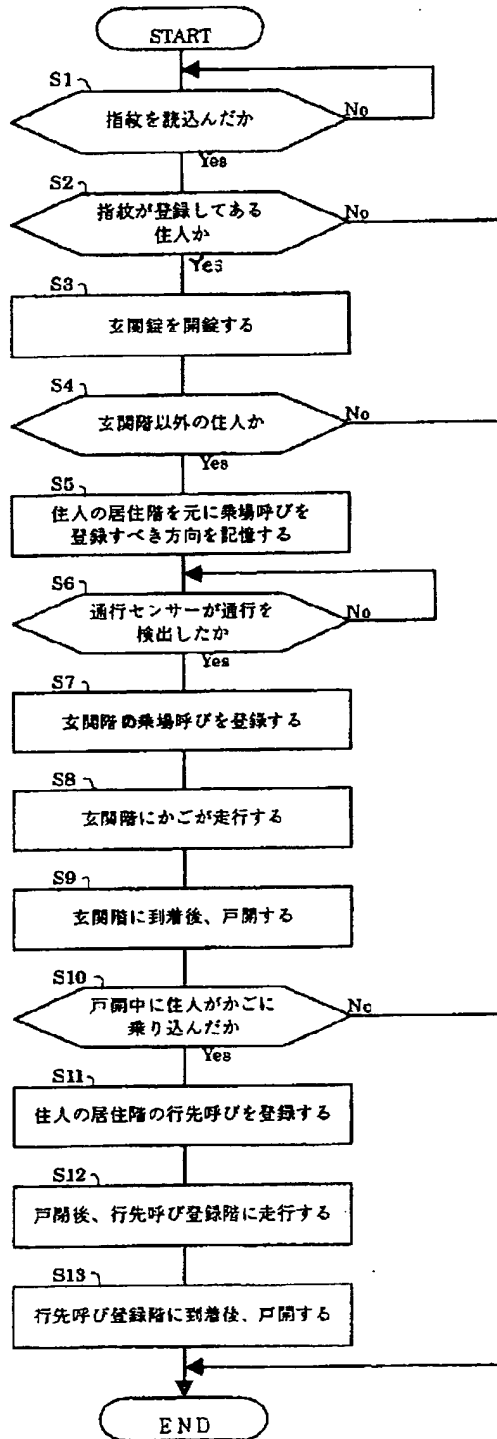 START
S1
指紋を読込んだか
No
Yes
S2
指紋が登録してある
住人か
No
Yes
S3
玄関錠を開錠する
S4
玄関階以外の住人か
No
Yes
S5
住人の居住階を元に乗場呼びを
登録すべき方向を記憶する
S6
通行センサーが通行を
検出したか
No
Yes
S7
玄関階の乗場呼びを登録する
S8
玄関階にかごが走行する
S9
玄関階に到着後、戸開する
S10
戸開中に住人がかごに
乗り込んだか
No
Yes
S11
住人の居住階の行先呼びを登録する
S12
戸閉後、行先呼び登録階に走行する
S13
行先呼び登録階に到着後、戸開する
END